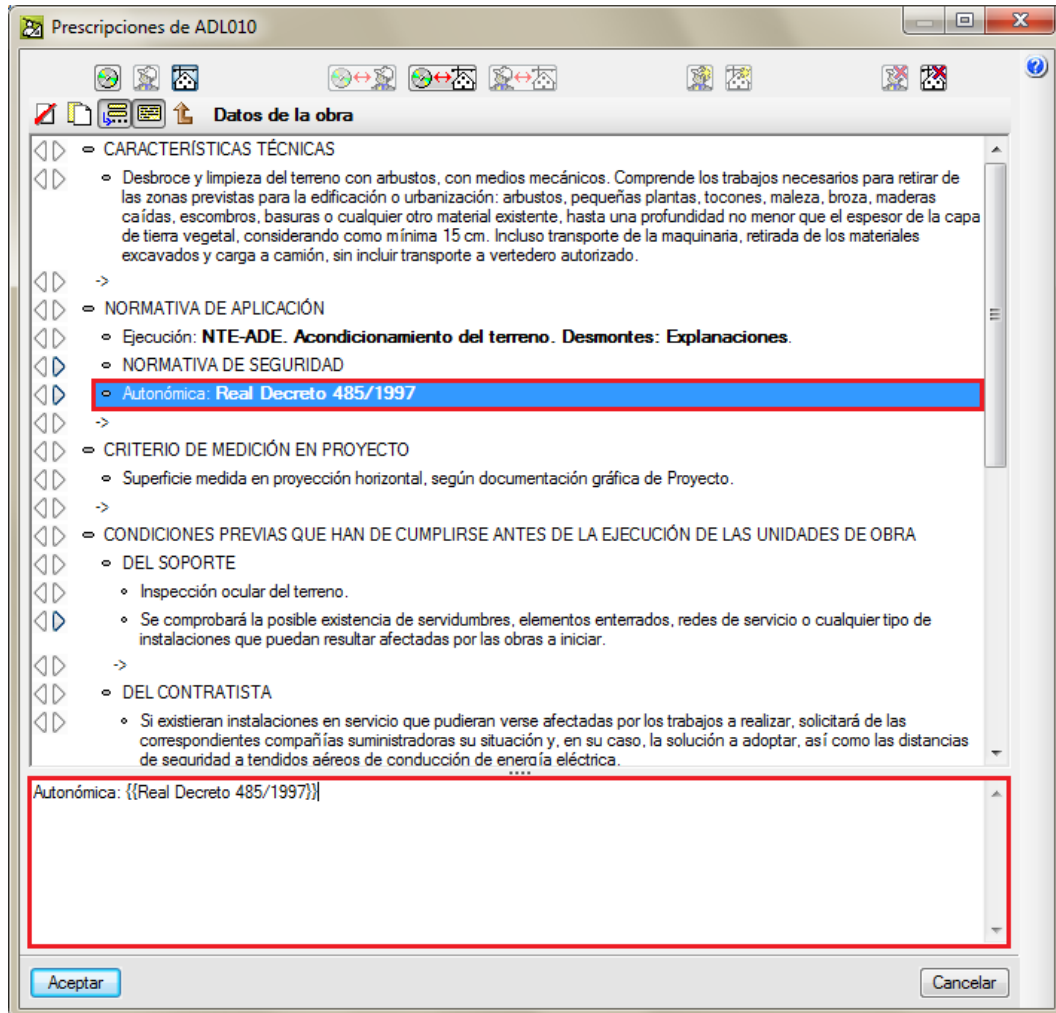 Prescripciones de ADL010
Datos de la obra
CARACTERÍSTICAS TÉCNICAS
Desbroce y limpieza del terreno con arbustos, con medios mecánicos. Comprende los trabajos necesarios para retirar de
las zonas previstas para la edificación o urbanización: arbustos, pequeñas plantas, tocones, maleza, broza, maderas
caídas, escombros, basuras o cualquier otro material existente, hasta una profundidad no menor que el espesor de la capa
de tierra vegetal, considerando como mínima 15 cm. Incluso transporte de la maquinaria, retirada de los materiales
excavados y carga a camión, sin incluir transporte a vertedero autorizado.
->
NORMATIVA DE APLICACIÓN
Ejecución: NTE-ADE. Acondicionamiento del terreno. Desmontes: Explanaciones.
NORMATIVA DE SEGURIDAD
Autonómica: Real Decreto 485/1997
->
CRITERIO DE MEDICIÓN EN PROYECTO
Superficie medida en proyección horizontal, según documentación gráfica de Proyecto.
->
CONDICIONES PREVIAS QUE HAN DE CUMPLIRSE ANTES DE LA EJECUCIÓN DE LAS UNIDADES DE OBRA
DEL SOPORTE
Inspección ocular del terreno.
Se comprobará la posible existencia de servidumbres, elementos enterrados, redes de servicio o cualquier tipo de
instalaciones que puedan resultar afectadas por las obras a iniciar.
->
DEL CONTRATISTA
Si existieran instalaciones en servicio que pudieran verse afectadas por los trabajos a realizar, solicitará de las
correspondientes compañías suministradoras su situación y, en su caso, la solución a adoptar, así como las distancias
de seguridad a tendidos aéreos de conducción de energía eléctrica.
Autonómica: {{Real Decreto 485/1997}}
Aceptar
Cancelar